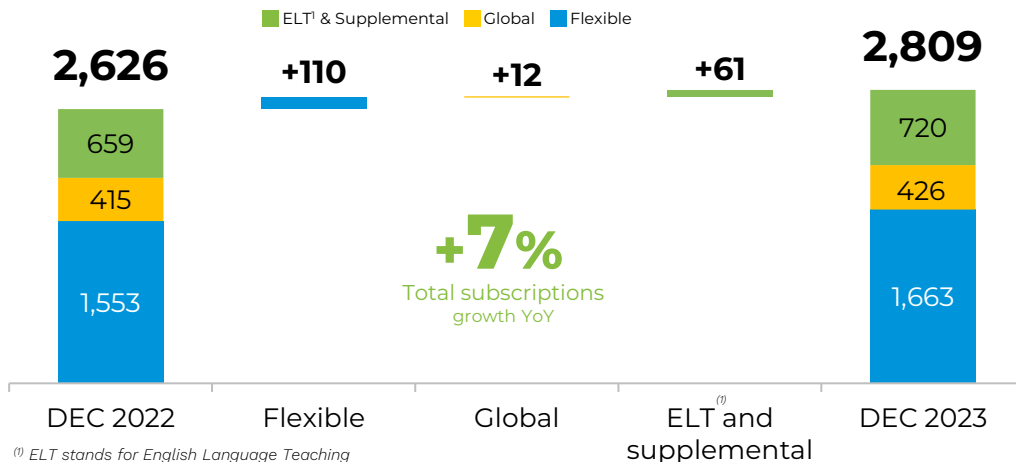 ELT¹ & Supplemental Global Flexible
2,626
+110
+12
+61
2,809
659
415
1,553
720
426
1,663
+7%
Total subscriptions
growth YoY
DEC 2022
Flexible
Global
ELT and⁽¹⁾
supplemental
DEC 2023
⁽¹⁾ ELT stands for English Language Teaching